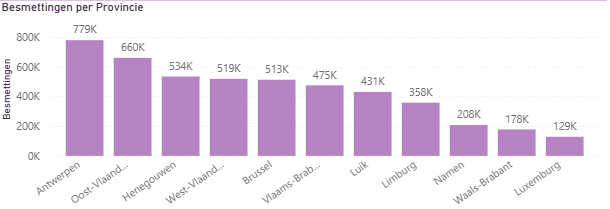 Besmettingen per Provincie
800K
600K
400K
200K
0K
Besmettingen
779K
660K
534K
519K
513K
475K
431K
358K
208K
178K
129K
Antwerpen
Oost-Vlaand...
Henegouwen
West-Vlaand...
Brussel
Vlaams-Brab...
Luik
Limburg
Namen
Waals-Brabant
Luxemburg